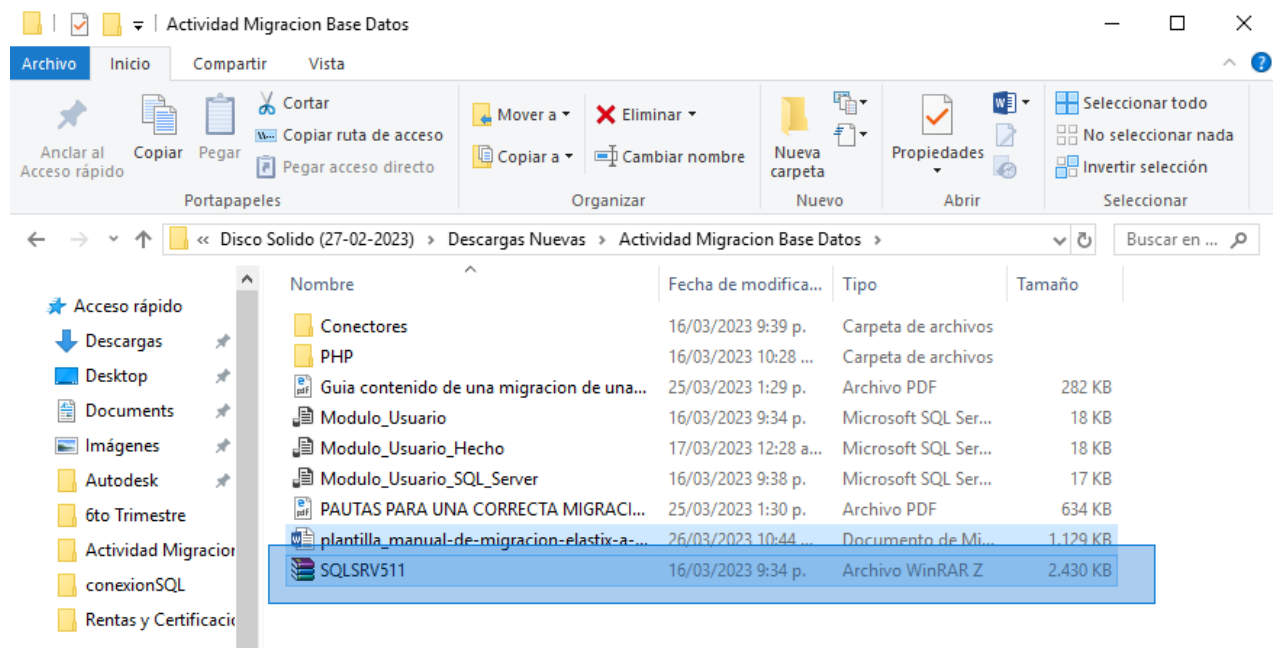 Actividad Migracion Base Datos
Archivo Inicio Compartir Vista
Anclar al Acceso rápido
Copiar
Pegar
Cortar
Copiar ruta de acceso
Pegar acceso directo
Portapapeles
Mover a
Copiar a
Eliminar
Cambiar nombre
Organizar
Nueva carpeta
Nuevo
Propiedades
Abrir
Seleccionar todo
No seleccionar nada
Invertir selección
Seleccionar
« Disco Solido (27-02-2023) > Descargas Nuevas > Actividad Migracion Base Datos >
Buscar en ...
Acceso rápido
Descargas
Desktop
Documents
Imágenes
Autodesk
6to Trimestre
Actividad Migracion
conexionSQL
Rentas y Certificacio
Nombre Fecha de modifica... Tipo Tamaño
Conectores 16/03/2023 9:39 p. Carpeta de archivos
PHP 16/03/2023 10:28 ... Carpeta de archivos
Guia contenido de una migracion de una... 25/03/2023 1:29 p. Archivo PDF 282 KB
Modulo_Usuario 16/03/2023 9:34 p. Microsoft SQL Ser... 18 KB
Modulo_Usuario_Hecho 17/03/2023 12:28 a... Microsoft SQL Ser... 18 KB
Modulo_Usuario_SQL_Server 16/03/2023 9:38 p. Microsoft SQL Ser... 17 KB
PAUTAS PARA UNA CORRECTA MIGRACI... 25/03/2023 1:30 p. Archivo PDF 634 KB
plantilla_manual-de-migracion-elastix-a-... 26/03/2023 10:44 ... Documento de Mi... 1.129 KB
SQLSRV511 16/03/2023 9:34 p. Archivo WinRAR Z 2.430 KB